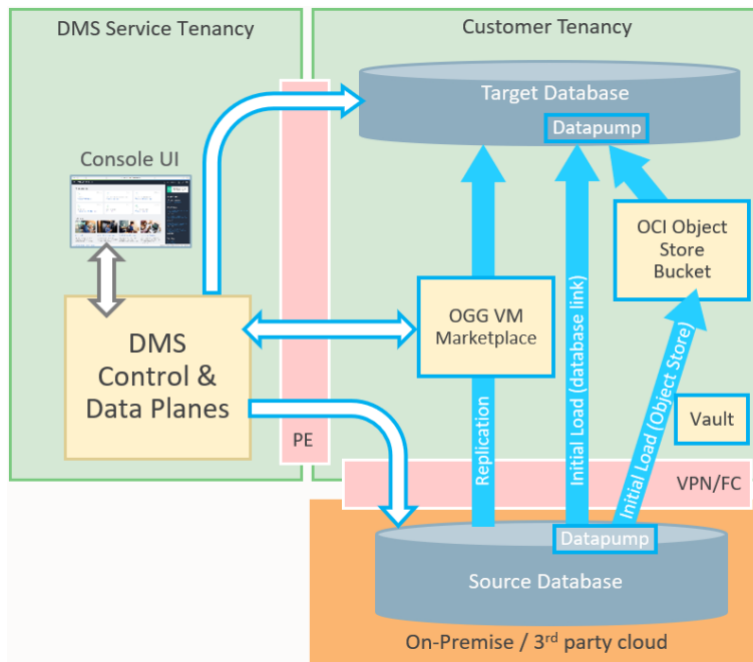 DMS Service Tenancy
Customer Tenancy
Target Database
Datapump
Console UI
OCI Object
Store
Bucket
DMS
Control &
Data Planes
OGG VM
Marketplace
PE
Replication
Initial Load (database link)
Initial Load (Object Store)
Vault
VPN/FC
Datapump
Source Database
On-Premise / 3rd party cloud